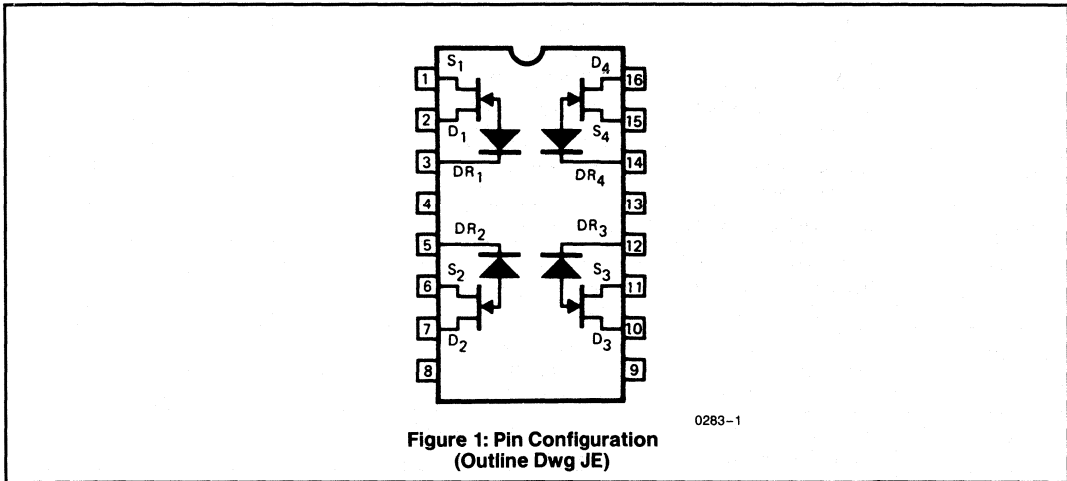 S1 D4
1 16
2 15
D1 S4
3 14
DR1 DR4
4 13
DR2 DR3
5 12
S2 S3
6 11
7 10
D2 D3
8 9
0283-1
Figure 1: Pin Configuration
(Outline Dwg JE)